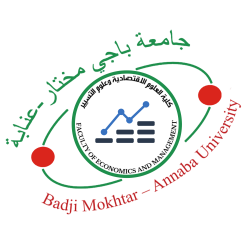 جامعة باجي مختار-عنابة
كلية العلوم الاقتصادية وعلوم التسيير
FACULTY OF ECONOMICS AND MANAGEMENT
Badji Mokhtar – Annaba University